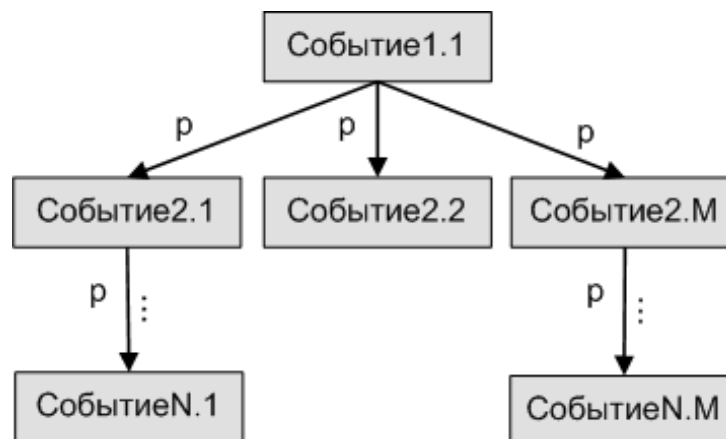 Событие1.1
р
р
р
Событие2.1
Событие2.2
Событие2.М
р
...
р
...
СобытиеN.1
СобытиеN.М